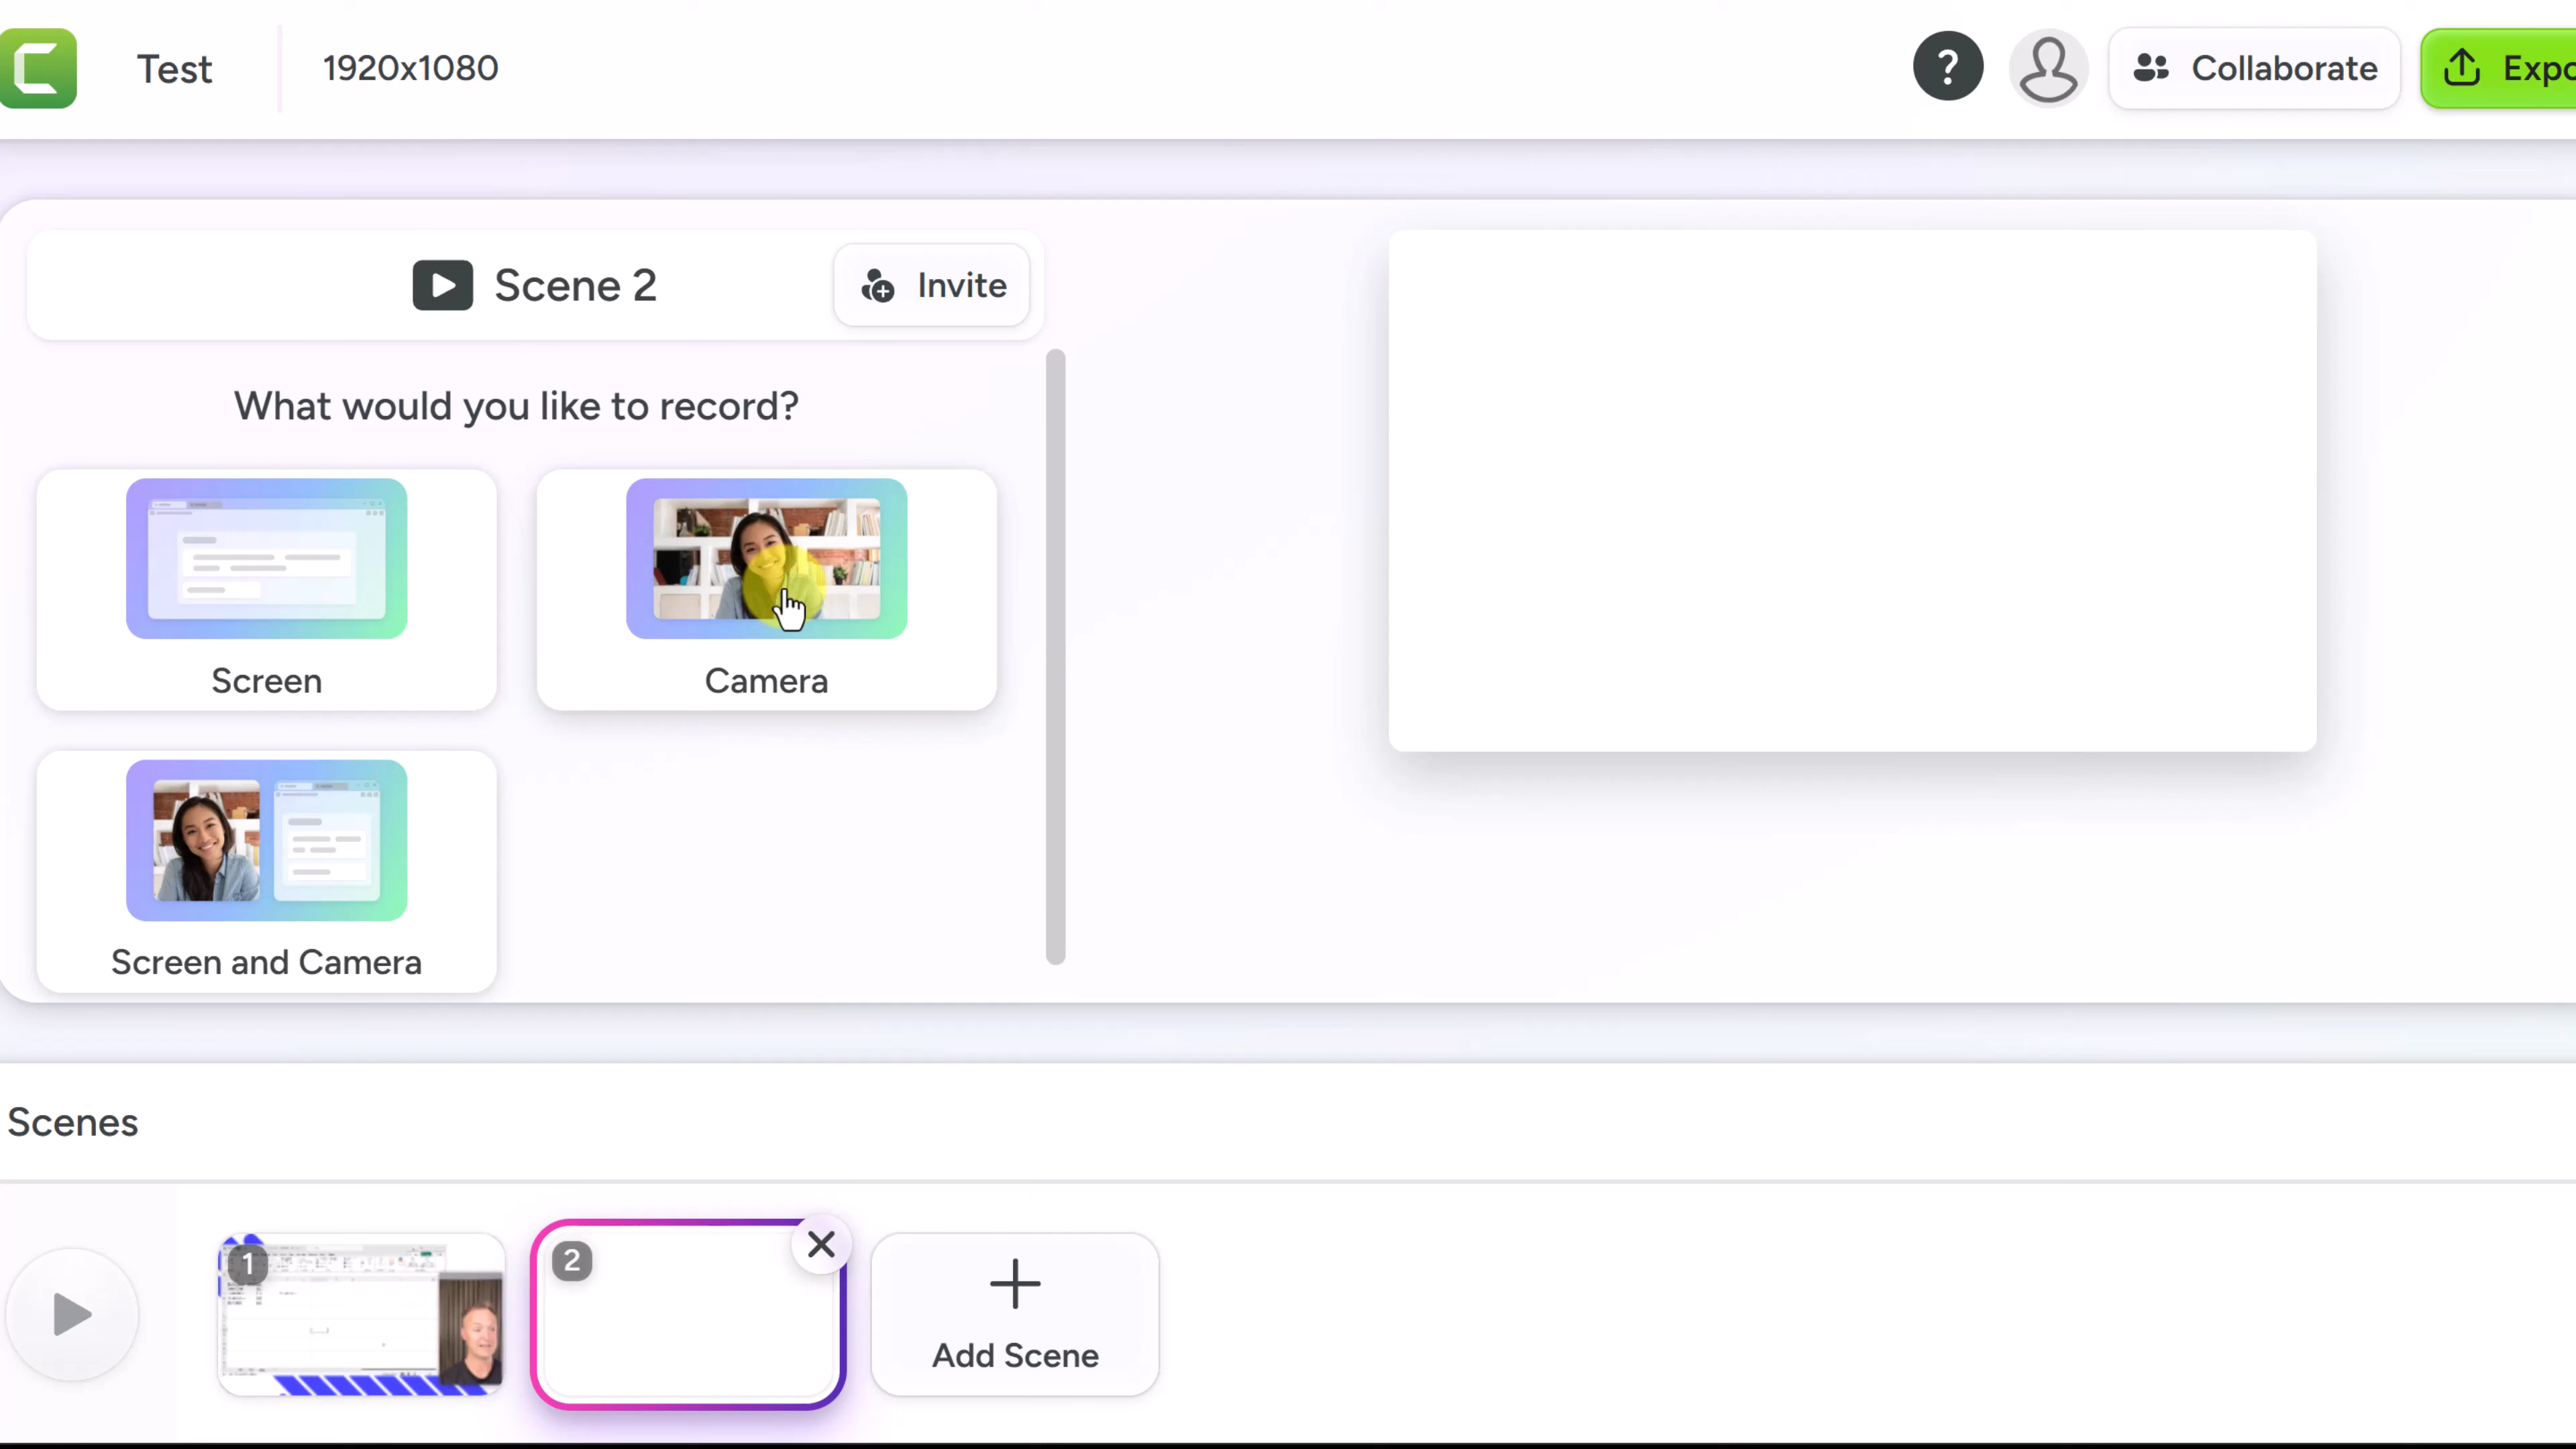 Test
1920x1080
?
Collaborate
Expo
Scene 2
Invite
What would you like to record?
Screen
Camera
Screen and Camera
Scenes
1
2
Add Scene